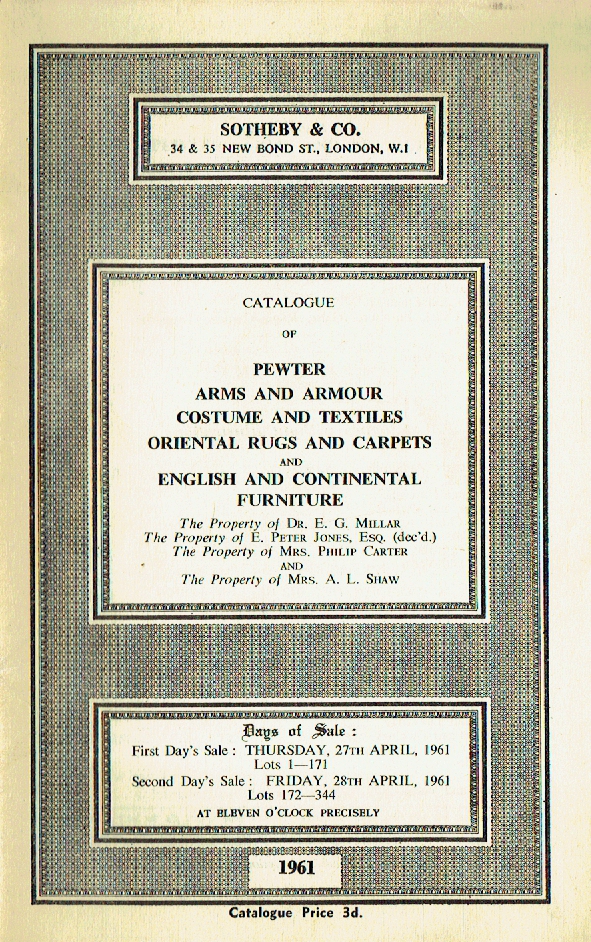 SOTHEBY & CO.
34 & 35 NEW BOND ST., LONDON, W.1
CATALOGUE
OF
PEWTER
ARMS AND ARMOUR
COSTUME AND TEXTILES
ORIENTAL RUGS AND CARPETS
AND
ENGLISH AND CONTINENTAL
FURNITURE
The Property of DR. E. G. MILLAR
The Property of E. PETER JONES, ESQ. (dec'd.)
The Property of MRS. PHILIP CARTER
AND
The Property of MRS. A. L. SHAW
Days of Sale :
First Day's Sale : THURSDAY, 27TH APRIL, 1961
Lots 1—171
Second Day's Sale : FRIDAY, 28TH APRIL, 1961
Lots 172—344
AT ELEVEN O'CLOCK PRECISELY
1961
Catalogue Price 3d.